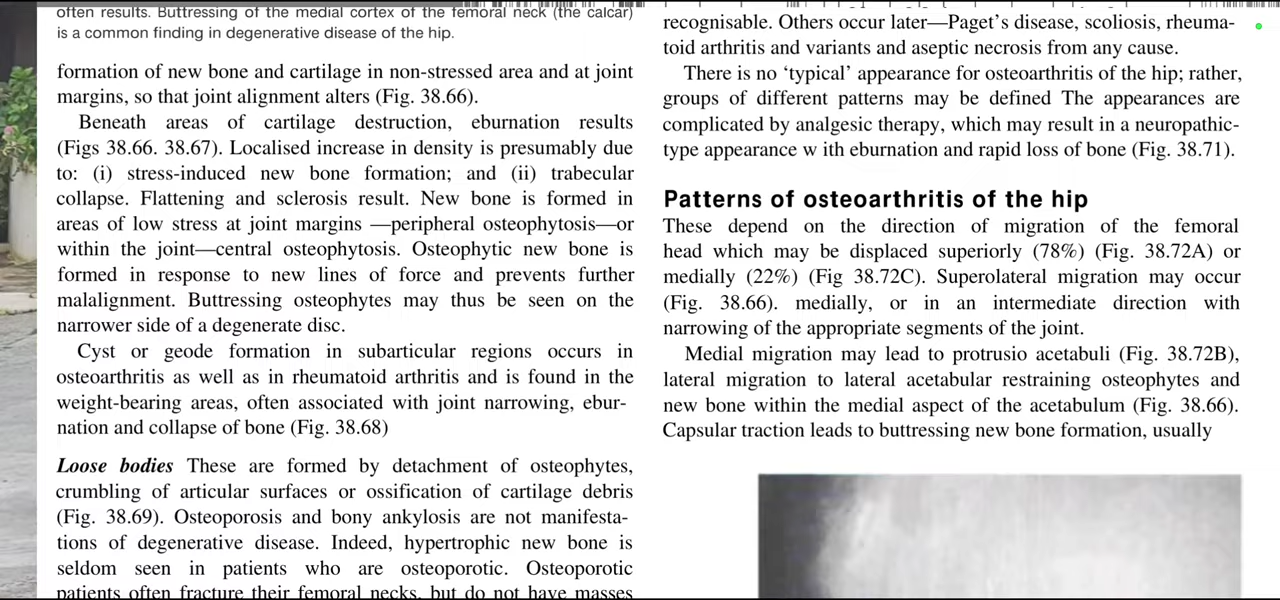 often results. Buttressing of the medial cortex of the femoral neck (the calcar)
is a common finding in degenerative disease of the hip.
formation of new bone and cartilage in non-stressed area and at joint
margins, so that joint alignment alters (Fig. 38.66).
Beneath areas of cartilage destruction, eburnation results
(Figs 38.66. 38.67). Localised increase in density is presumably due
to: (i) stress-induced new bone formation; and (ii) trabecular
collapse. Flattening and sclerosis result. New bone is formed in
areas of low stress at joint margins —peripheral osteophytosis—or
within the joint—central osteophytosis. Osteophytic new bone is
formed in response to new lines of force and prevents further
malalignment. Buttressing osteophytes may thus be seen on the
narrower side of a degenerate disc.
Cyst or geode formation in subarticular regions occurs in
osteoarthritis as well as in rheumatoid arthritis and is found in the
weight-bearing areas, often associated with joint narrowing, ebur-
nation and collapse of bone (Fig. 38.68)
Loose bodies These are formed by detachment of osteophytes,
crumbling of articular surfaces or ossification of cartilage debris
(Fig. 38.69). Osteoporosis and bony ankylosis are not manifesta-
tions of degenerative disease. Indeed, hypertrophic new bone is
seldom seen in patients who are osteoporotic. Osteoporotic
patients often fracture their femoral necks, but do not have masses
recognisable. Others occur later—Paget's disease, scoliosis, rheuma-
toid arthritis and variants and aseptic necrosis from any cause.
There is no ‘typical’ appearance for osteoarthritis of the hip; rather,
groups of different patterns may be defined The appearances are
complicated by analgesic therapy, which may result in a neuropathic-
type appearance w ith eburnation and rapid loss of bone (Fig. 38.71).
Patterns of osteoarthritis of the hip
These depend on the direction of migration of the femoral
head which may be displaced superiorly (78%) (Fig. 38.72A) or
medially (22%) (Fig 38.72C). Superolateral migration may occur
(Fig. 38.66). medially, or in an intermediate direction with
narrowing of the appropriate segments of the joint.
Medial migration may lead to protrusio acetabuli (Fig. 38.72B),
lateral migration to lateral acetabular restraining osteophytes and
new bone within the medial aspect of the acetabulum (Fig. 38.66).
Capsular traction leads to buttressing new bone formation, usually